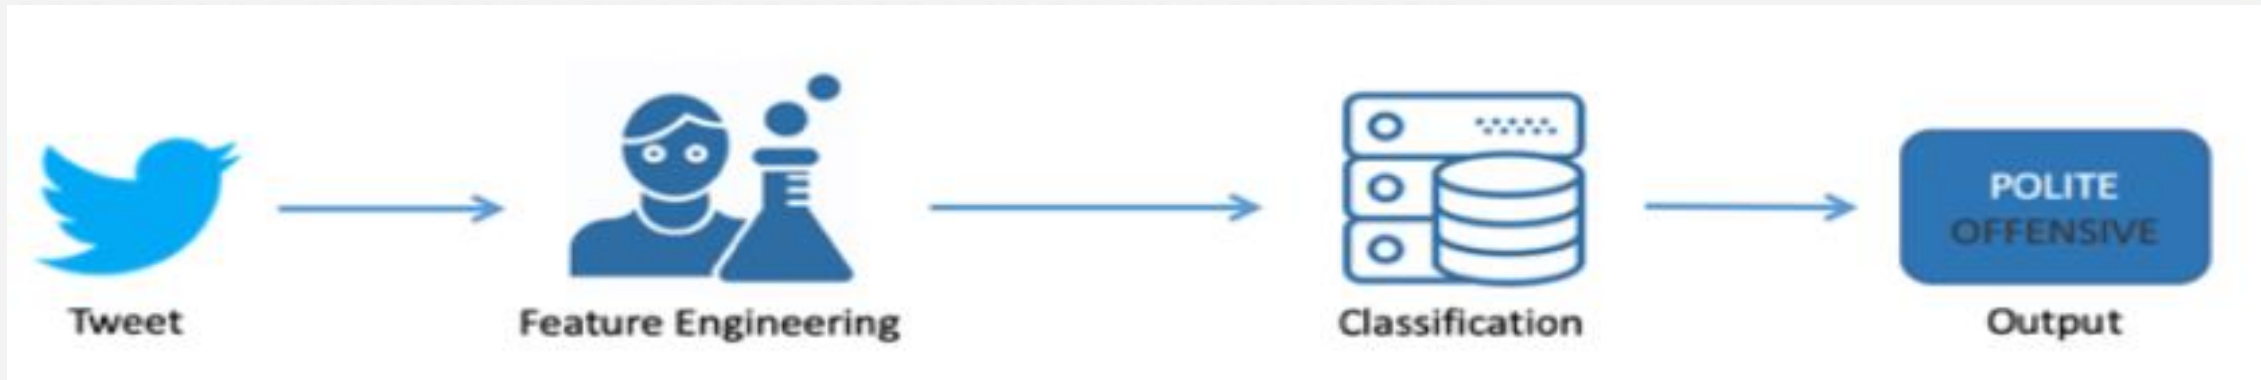 Tweet
Feature Engineering
Classification
POLITE
OFFENSIVE
Output